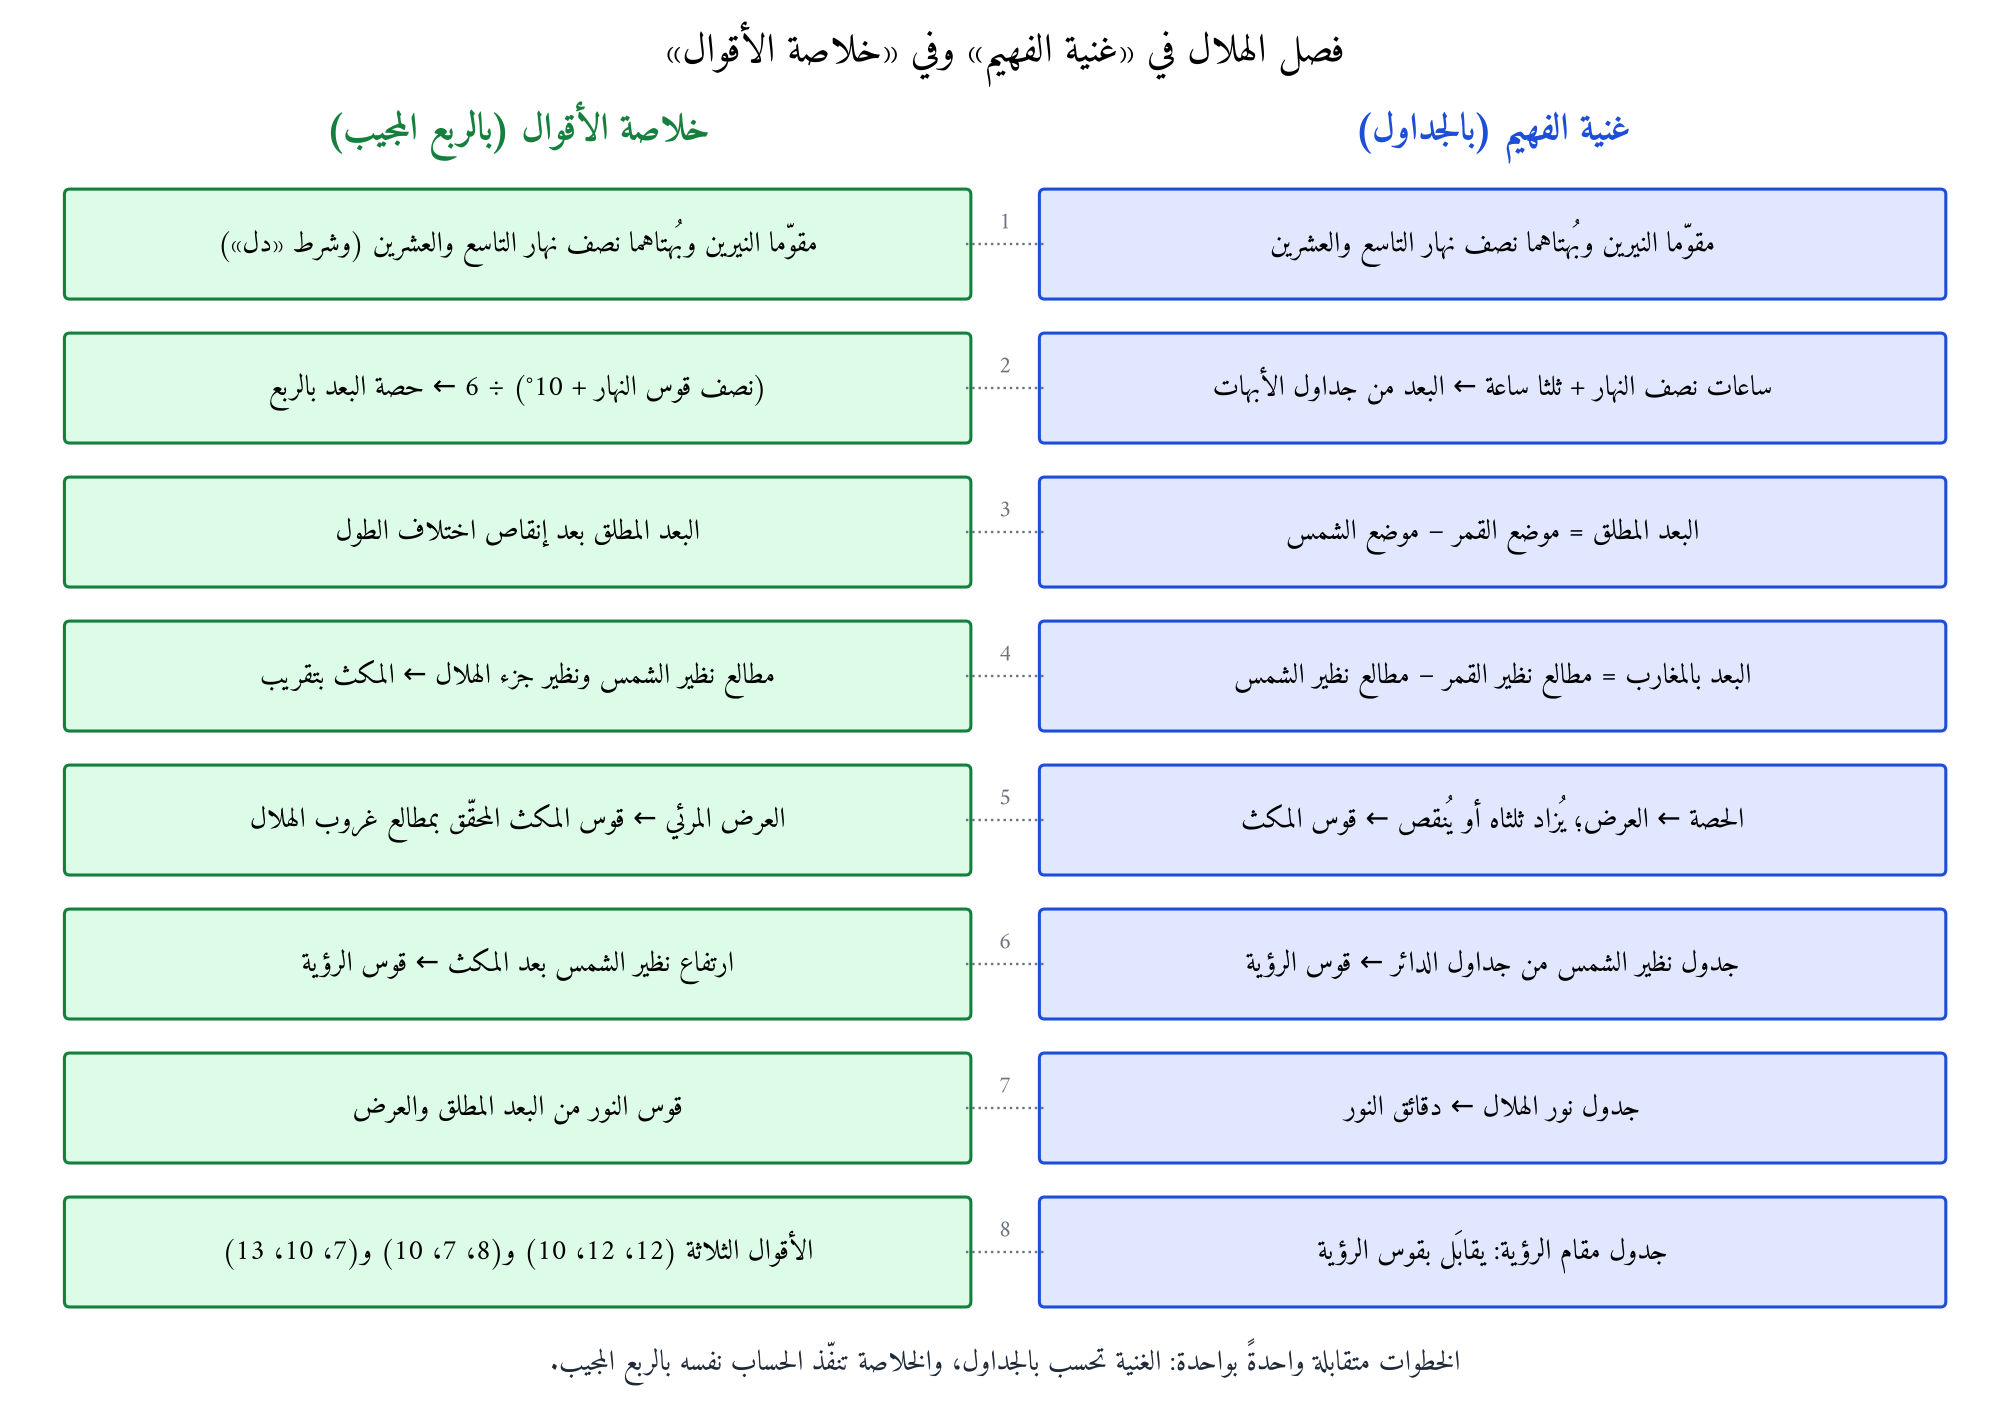 فصل الهلال في «غنية الفهيم» وفي «خلاصة الأقوال»
غنية الفهيم (بالجداول)
خلاصة الأقوال (بالربع المجيب)
مقوّما النيرين وبُهتاهما نصف نهار التاسع والعشرين
1
مقوّما النيرين وبُهتاهما نصف نهار التاسع والعشرين (وشرط «دل»)
ساعات نصف النهار + ثلثا ساعة ← البعد من جداول الأبهات
2
(نصف قوس النهار + 10°) ÷ 6 ← حصة البعد بالربع
البعد المطلق = موضع القمر − موضع الشمس
3
البعد المطلق بعد إنقاص اختلاف الطول
البعد بالمغارب = مطالع نظير القمر − مطالع نظير الشمس
4
مطالع نظير الشمس ونظير جزء الهلال ← المكث بتقريب
الحصة ← العرض؛ يُزاد ثلثاه أو يُنقص ← قوس المكث
5
العرض المرئي ← قوس المكث المحقّق بمطالع غروب الهلال
جدول نظير الشمس من جداول الدائر ← قوس الرؤية
6
ارتفاع نظير الشمس بعد المكث ← قوس الرؤية
جدول نور الهلال ← دقائق النور
7
قوس النور من البعد المطلق والعرض
جدول مقام الرؤية: يقابَل بقوس الرؤية
8
الأقوال الثلاثة (12، 12، 10) و(8، 7، 10) و(7، 10، 13)
الخطوات متقابلة واحدةً بواحدة: الغنية تحسب بالجداول، والخلاصة تنفّذ الحساب نفسه بالربع المجيب.